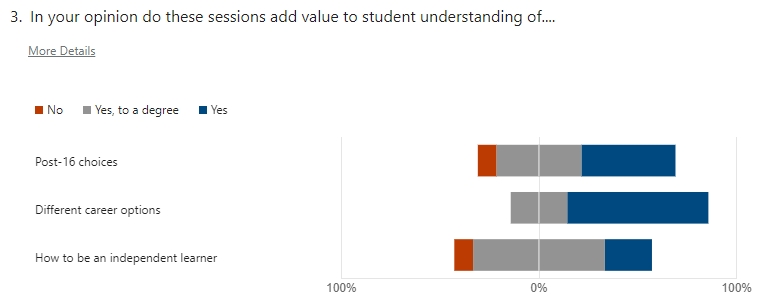 3. In your opinion do these sessions add value to student understanding of....
More Details
No Yes, to a degree Yes
Post-16 choices
Different career options
How to be an independent learner
100% 0% 100%